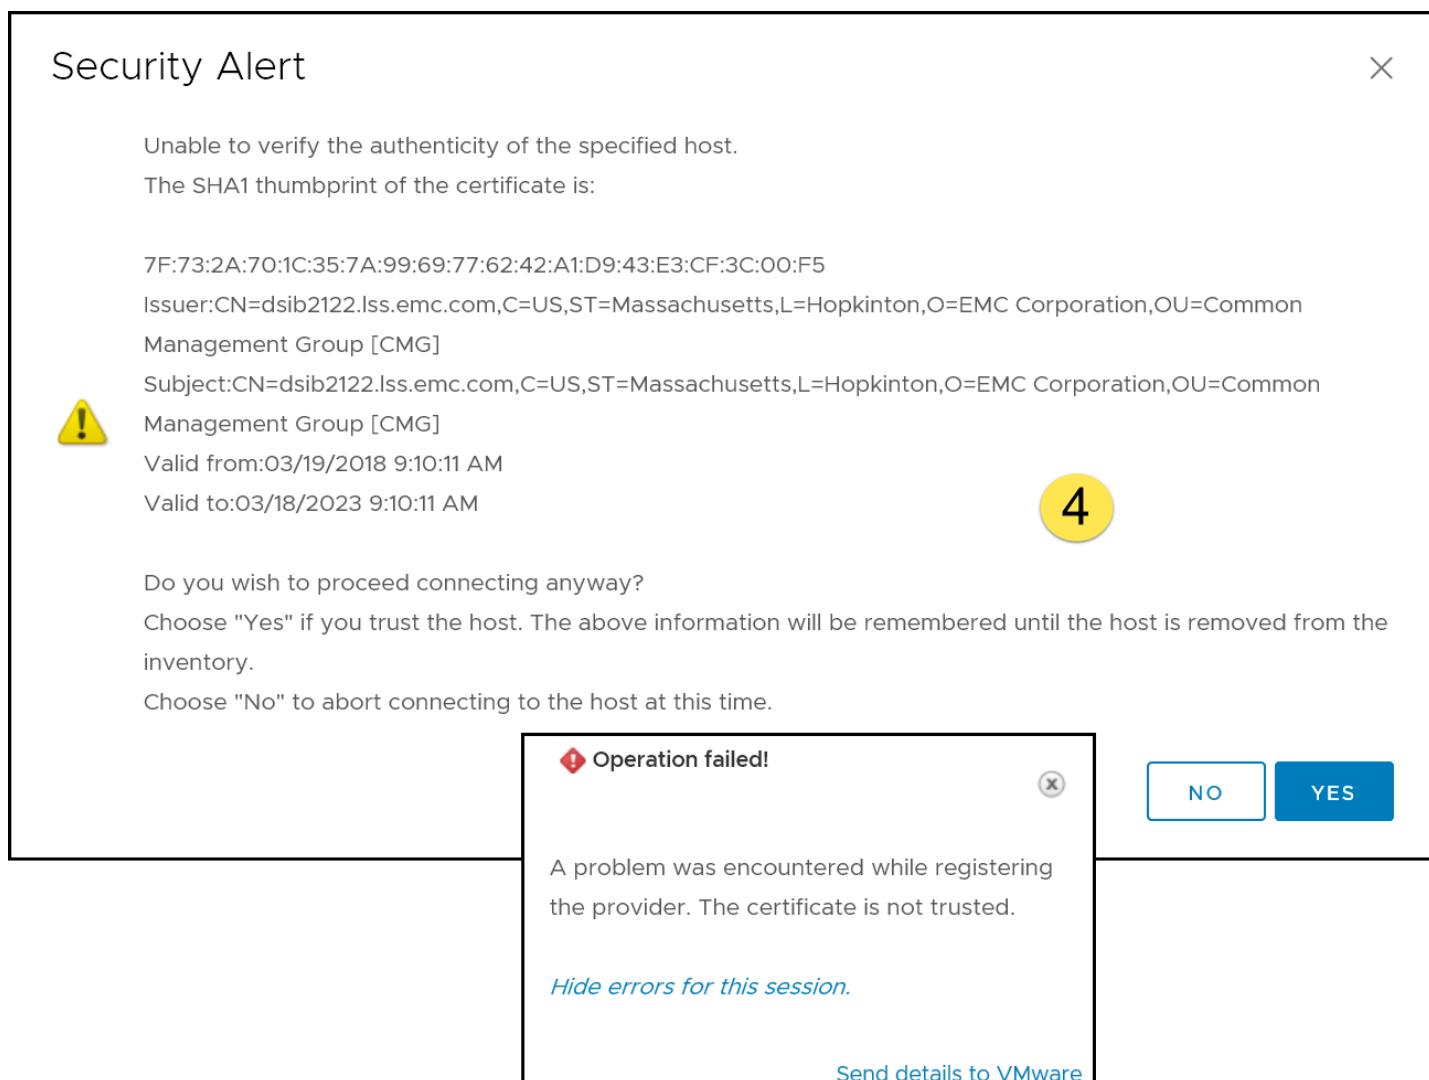 Security Alert
Unable to verify the authenticity of the specified host.
The SHA1 thumbprint of the certificate is:
7F:73:2A:70:1C:35:7A:99:69:77:62:42:A1:D9:43:E3:CF:3C:00:F5
Issuer:CN=dsib2122.lss.emc.com,C=US,ST=Massachusetts,L=Hopkinton,O=EMC Corporation,OU=Common
Management Group [CMG]
Subject:CN=dsib2122.lss.emc.com,C=US,ST=Massachusetts,L=Hopkinton,O=EMC Corporation,OU=Common
Management Group [CMG]
Valid from:03/19/2018 9:10:11 AM
Valid to:03/18/2023 9:10:11 AM
4
Do you wish to proceed connecting anyway?
Choose "Yes" if you trust the host. The above information will be remembered until the host is removed from the
inventory.
Choose "No" to abort connecting to the host at this time.
Operation failed!
NO
YES
A problem was encountered while registering
the provider. The certificate is not trusted.
Hide errors for this session.
Send details to VMware